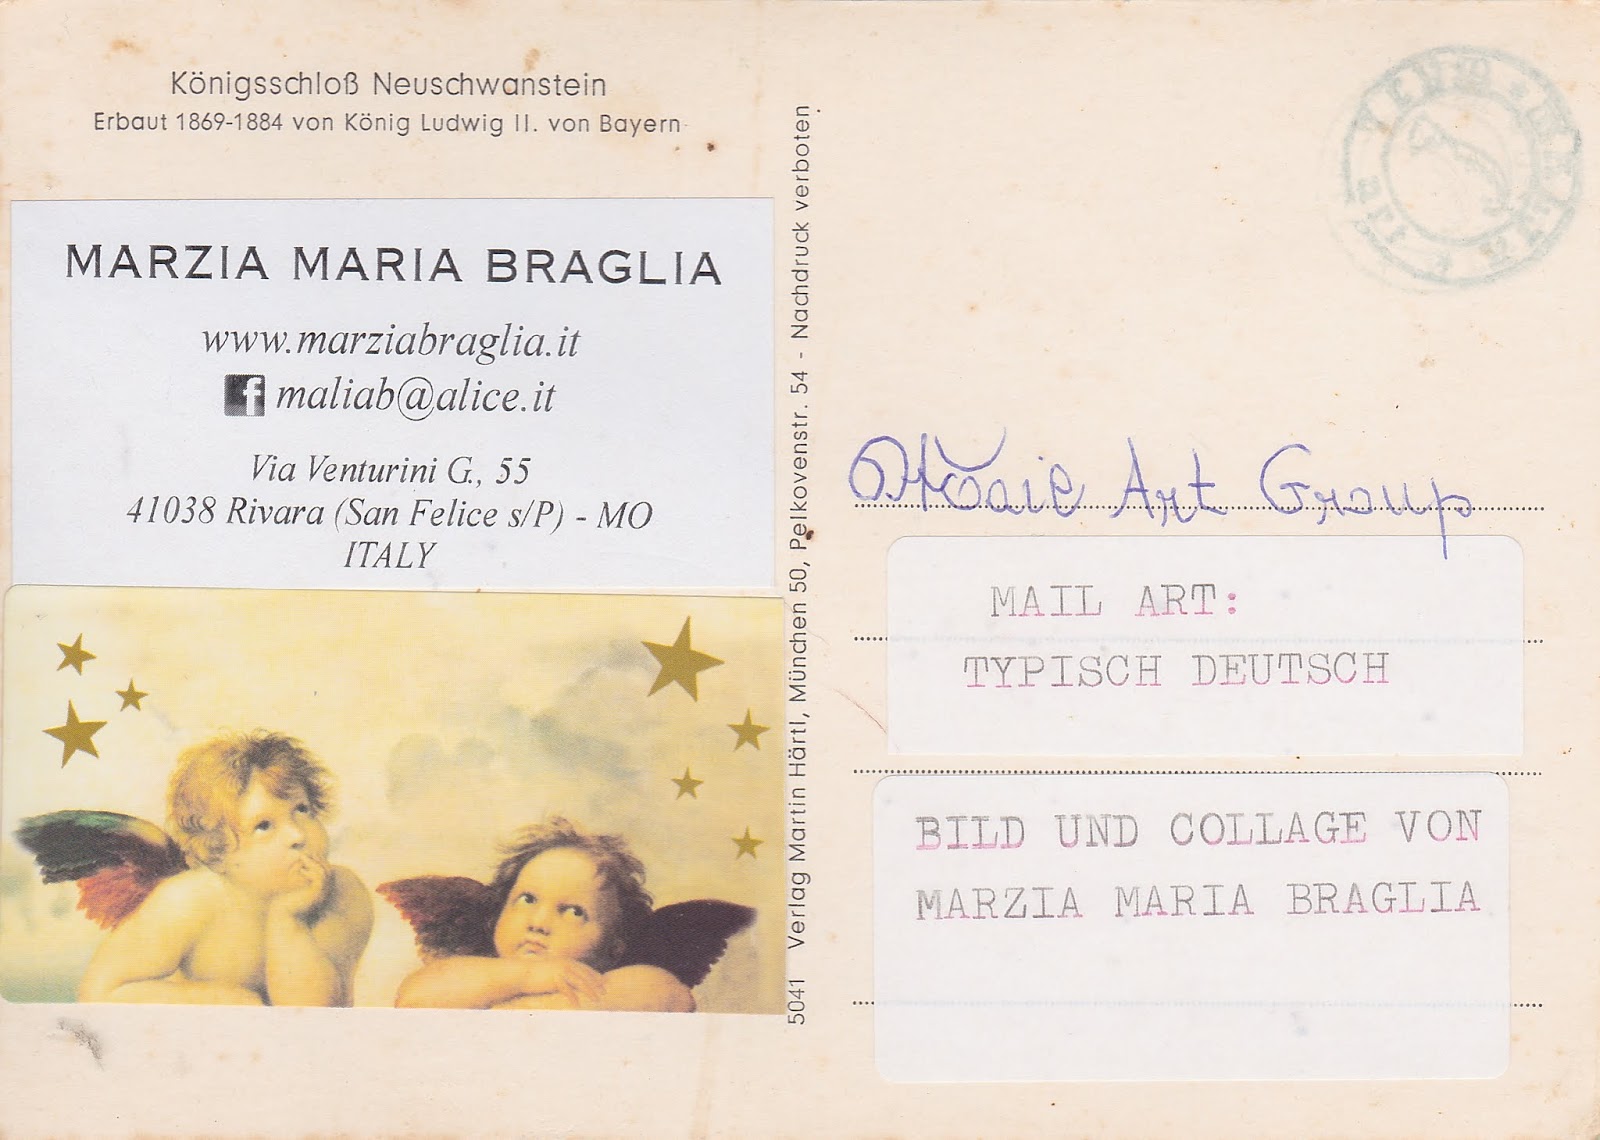 Königsschloß Neuschwanstein
Erbaut 1869-1884 von König Ludwig II. von Bayern
MARZIA MARIA BRAGLIA
www.marziabraglia.it
f maliab@alice.it
Via Venturini G., 55
41038 Rivara (San Felice s/P) - MO
ITALY
5041 Verlag Martin Härtl, München 50, Pelkovenstr. 54 - Nachdruck verboten
Art Group
MAIL ART:
TYPISCH DEUTSCH
BILD UND COLLAGE VON
MARZIA MARIA BRAGLIA